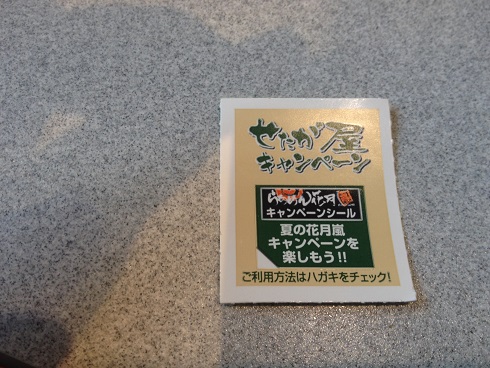 せたが屋
キャンペーン
らあめん花月嵐
キャンペーンシール
夏の花月嵐
キャンペーンを
楽しもう!!
ご利用方法はハガキをチェック!